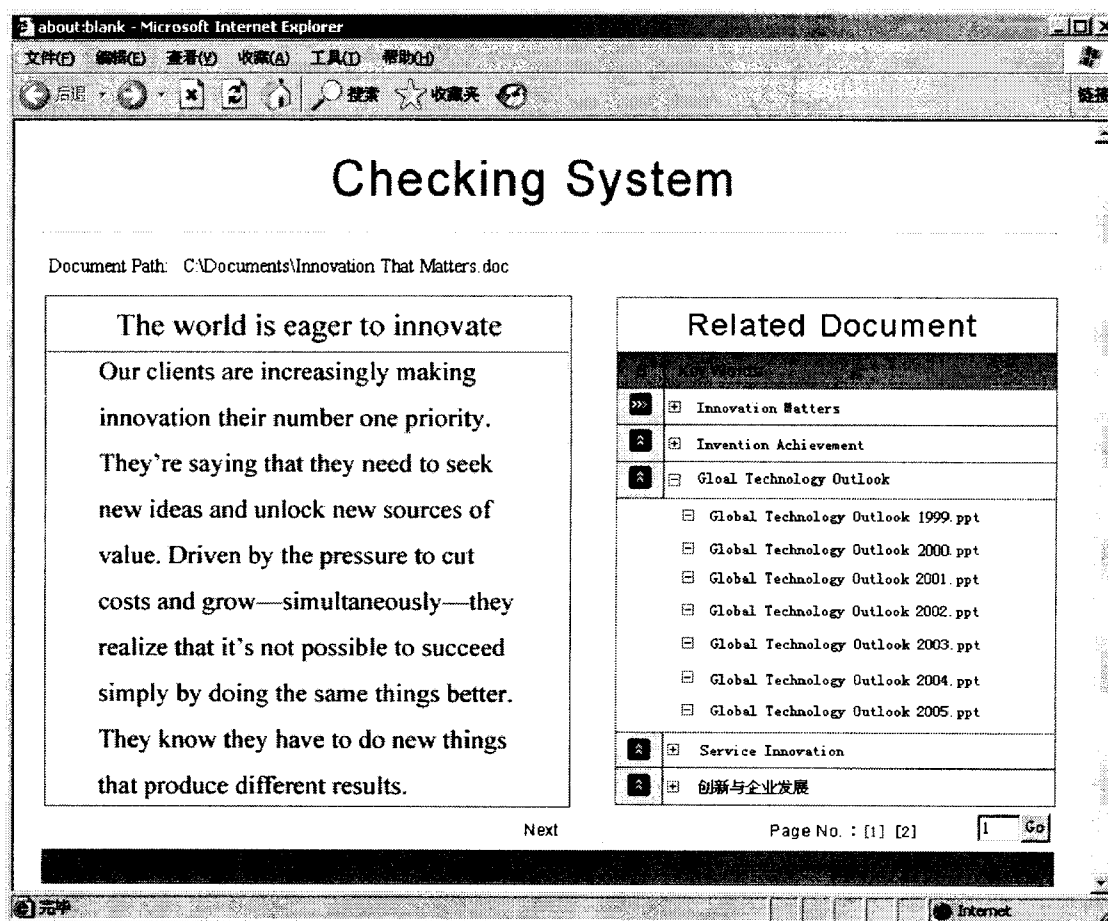 about:blank - Microsoft Internet Explorer
文件(F) 编辑(E) 查看(V) 收藏(A) 工具(T) 帮助(H)
后退 搜索 收藏夹 链接
Checking System
Document Path: C:\Documents\Innovation That Matters.doc
The world is eager to innovate
Our clients are increasingly making
innovation their number one priority.
They're saying that they need to seek
new ideas and unlock new sources of
value. Driven by the pressure to cut
costs and grow—simultaneously—they
realize that it's not possible to succeed
simply by doing the same things better.
They know they have to do new things
that produce different results.
Next
Related Document
Key Words
Innovation Matters
Invention Achievement
Gloal Technology Outlook
Global Technology Outlook 1999.ppt
Global Technology Outlook 2000.ppt
Global Technology Outlook 2001.ppt
Global Technology Outlook 2002.ppt
Global Technology Outlook 2003.ppt
Global Technology Outlook 2004.ppt
Global Technology Outlook 2005.ppt
Service Innovation
创新与企业发展
Page No. : [1] [2] 1 Go
完毕 Internet